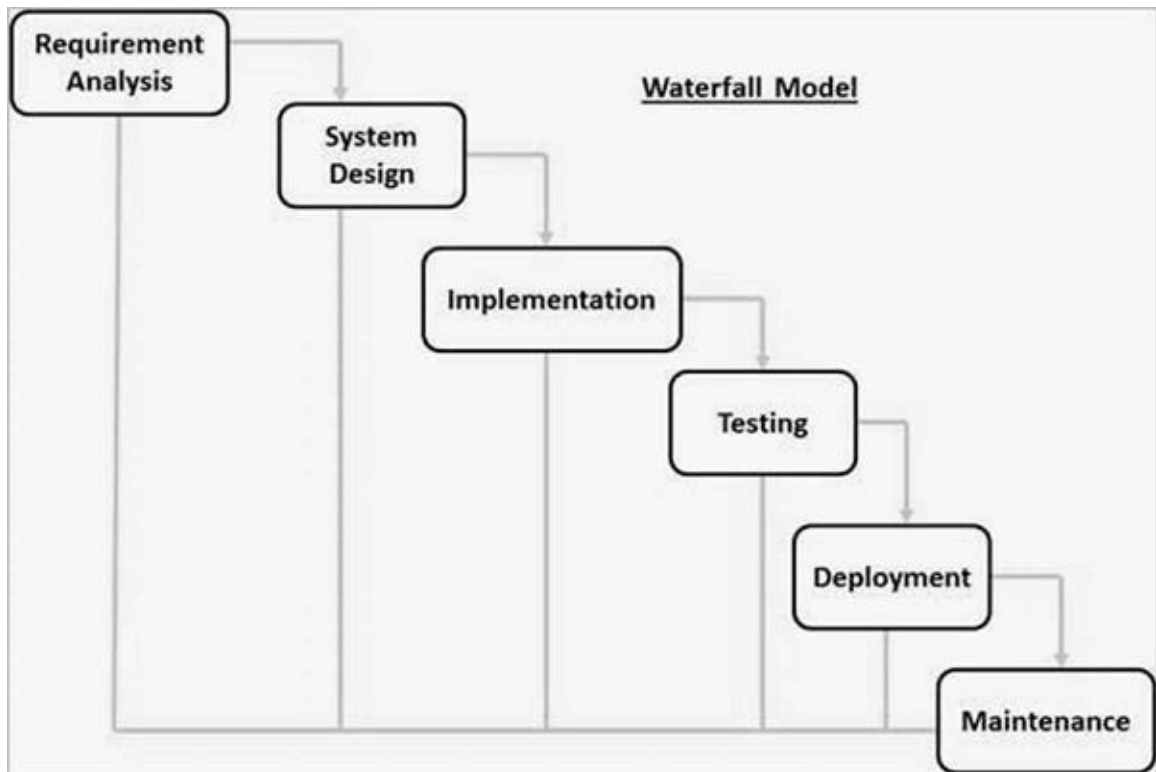 Requirement
Analysis
Waterfall Model
System
Design
Implementation
Testing
Deployment
Maintenance